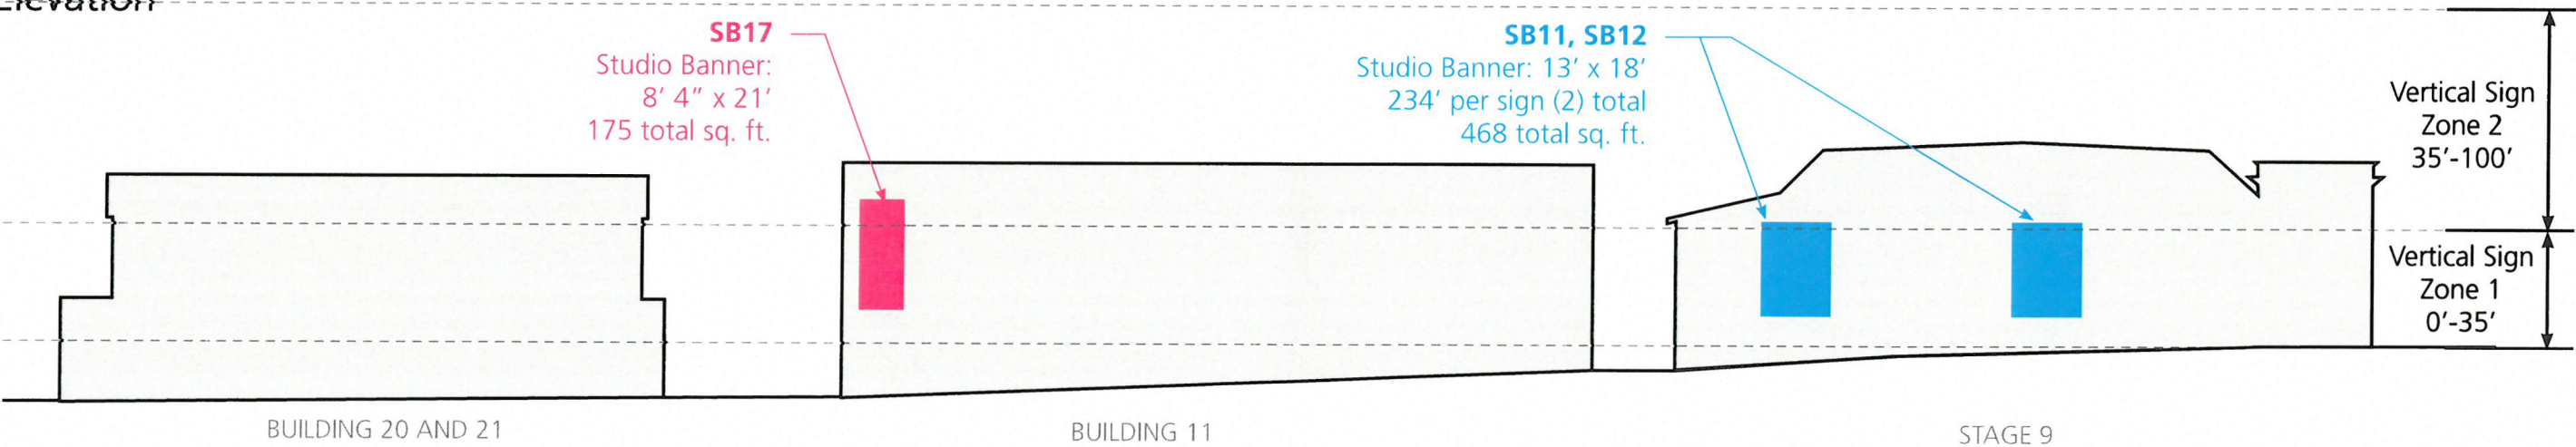 SB17
Studio Banner:
8' 4" x 21'
175 total sq. ft.
SB11, SB12
Studio Banner: 13' x 18'
234' per sign (2) total
468 total sq. ft.
Vertical Sign
Zone 2
35'-100'
Vertical Sign
Zone 1
0'-35'
BUILDING 20 AND 21
BUILDING 11
STAGE 9